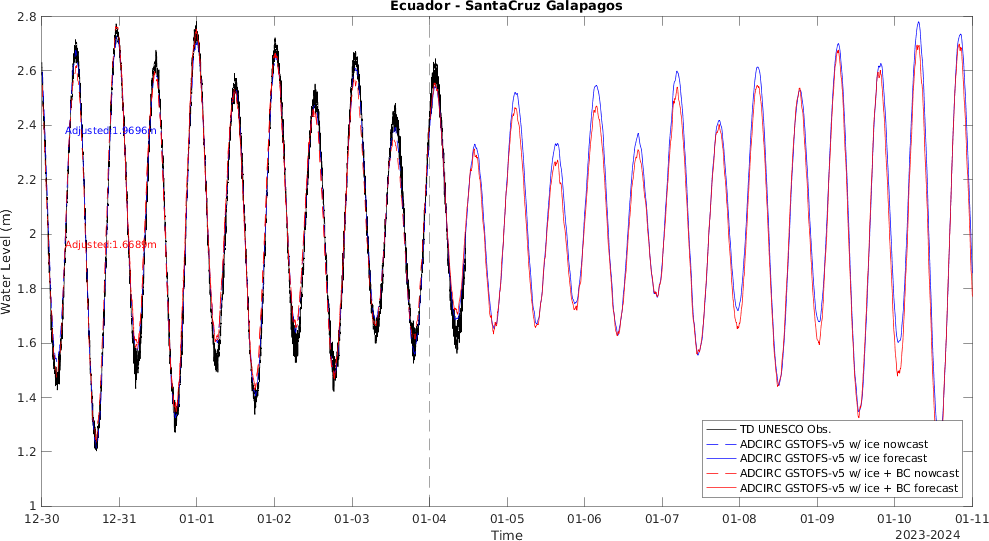 Ecuador - SantaCruz Galapagos
2.8
2.6
2.4
2.2
2
1.8
1.6
1.4
1.2
1
Water Level (m)
Adjusted:1.9696m
Adjusted:1.6689m
TD UNESCO Obs.
ADCIRC GSTOFS-v5 w/ ice nowcast
ADCIRC GSTOFS-v5 w/ ice forecast
ADCIRC GSTOFS-v5 w/ ice + BC nowcast
ADCIRC GSTOFS-v5 w/ ice + BC forecast
12-30 12-31 01-01 01-02 01-03 01-04 01-05 01-06 01-07 01-08 01-09 01-10 01-11
Time
2023-2024